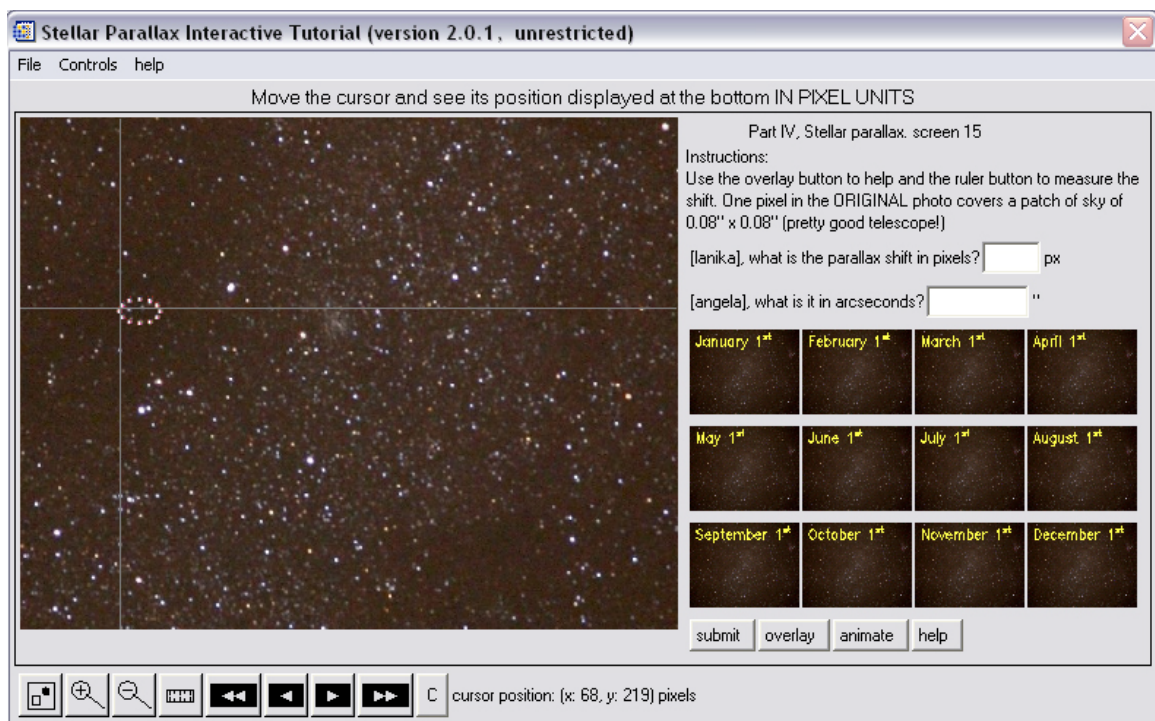 Stellar Parallax Interactive Tutorial (version 2.0.1, unrestricted)
File Controls help
Move the cursor and see its position displayed at the bottom IN PIXEL UNITS
Part IV, Stellar parallax. screen 15
Instructions:
Use the overlay button to help and the ruler button to measure the
shift. One pixel in the ORIGINAL photo covers a patch of sky of
0.08" x 0.08" (pretty good telescope!)
[lanika], what is the parallax shift in pixels? px
[angela], what is it in arcseconds? "
January 1st February 1st March 1st April 1st
May 1st June 1st July 1st August 1st
September 1st October 1st November 1st December 1st
submit overlay animate help
C cursor position: (x: 68, y: 219) pixels